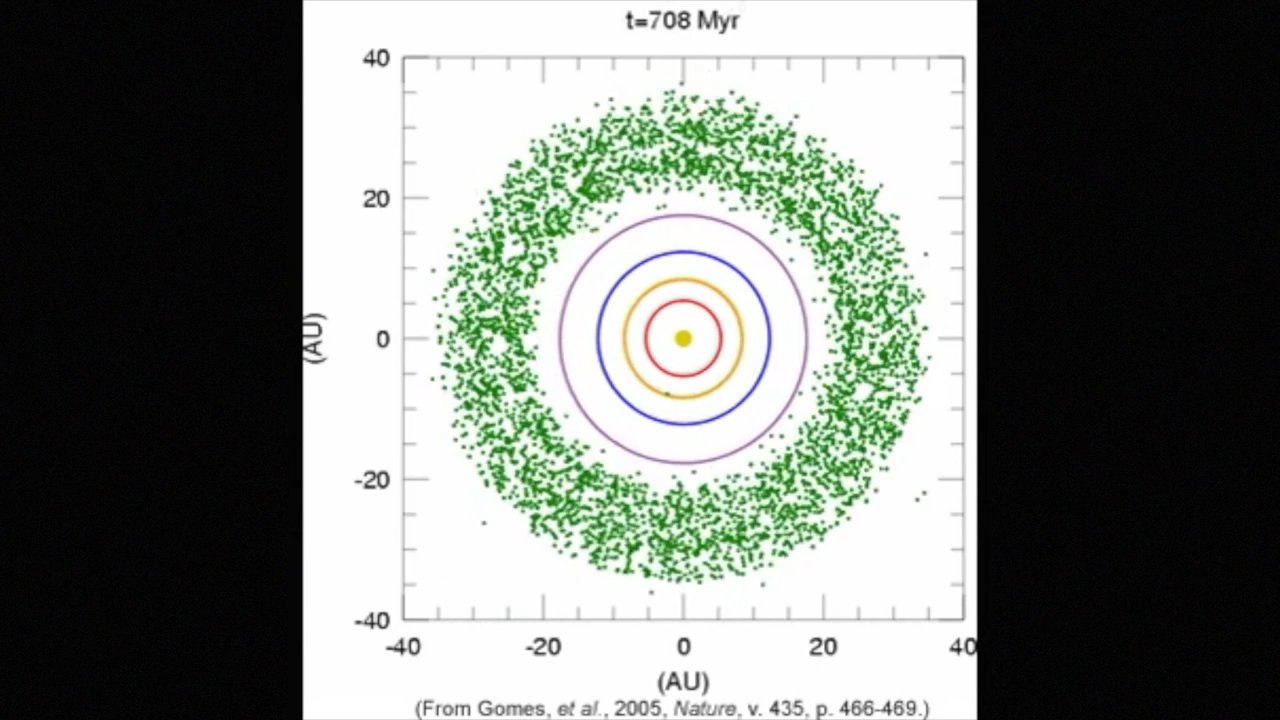 t=708 Myr
40
20
0
-20
-40
(AU)
-40 -20 0 20 40
(AU)
(From Gomes, et al., 2005, Nature, v. 435, p. 466-469.)